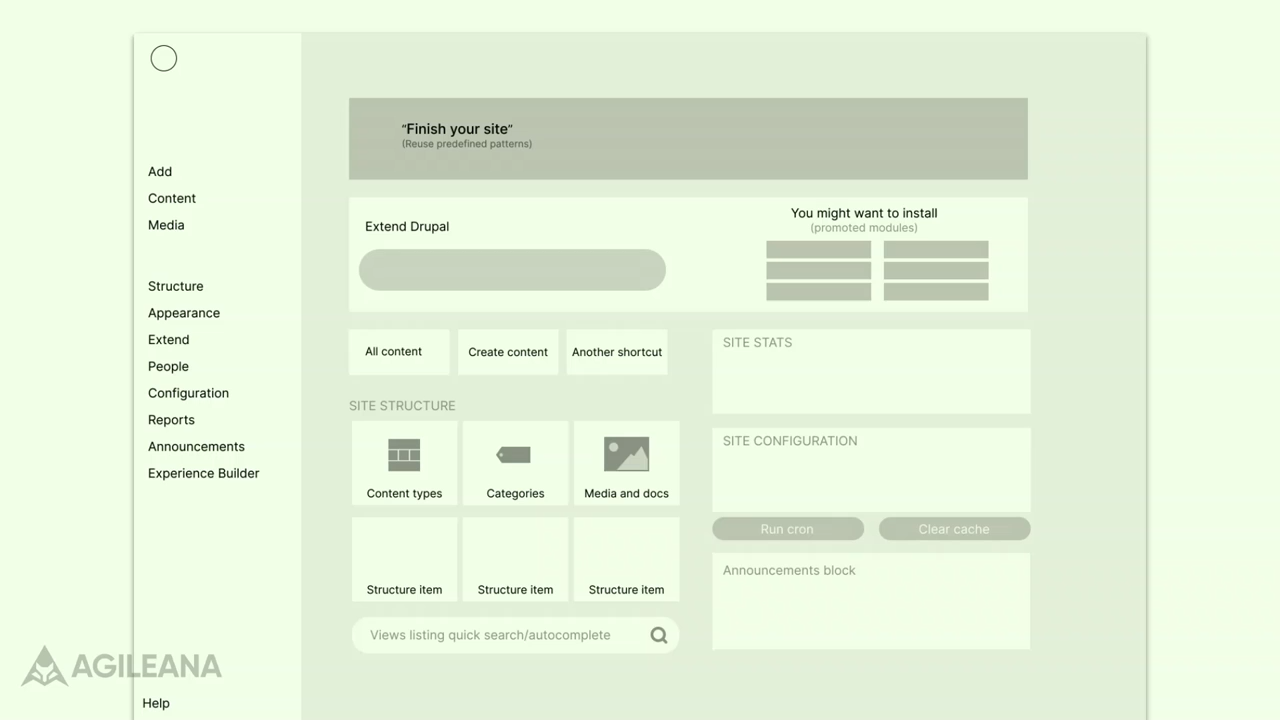 Add
Content
Media
Structure
Appearance
Extend
People
Configuration
Reports
Announcements
Experience Builder
Help
“Finish your site”
(Reuse predefined patterns)
Extend Drupal
You might want to install
(promoted modules)
All content
Create content
Another shortcut
SITE STRUCTURE
Content types
Categories
Media and docs
Structure item
Structure item
Structure item
Views listing quick search/autocomplete
SITE STATS
SITE CONFIGURATION
Run cron
Clear cache
Announcements block
AGILEANA